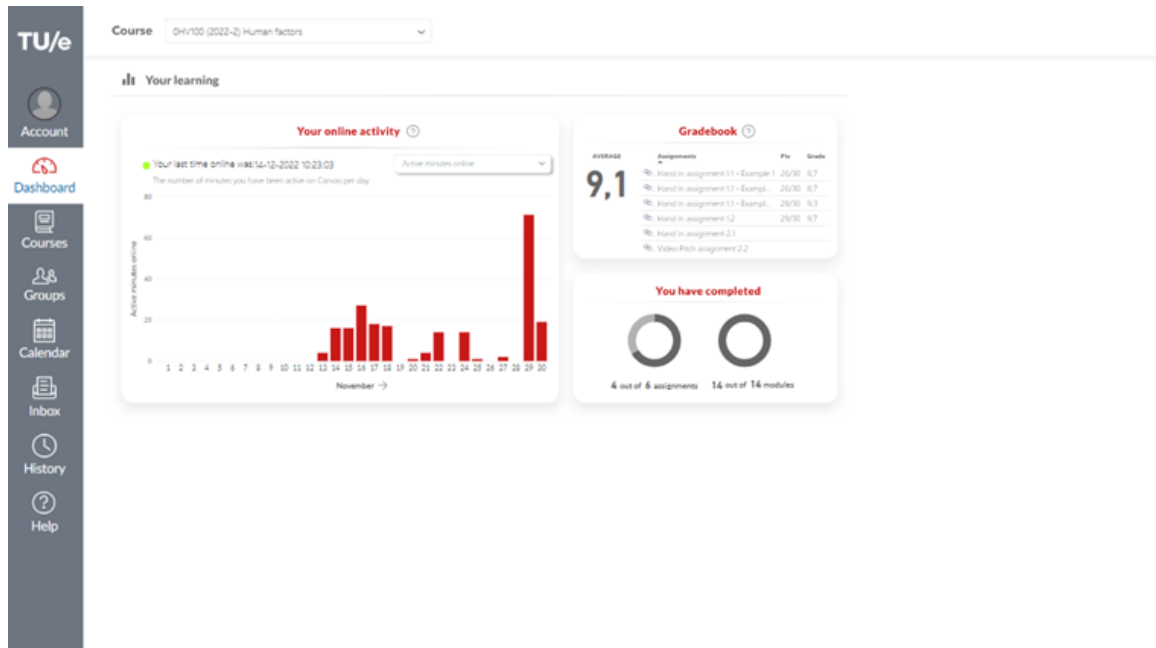 TU/e
Account
Dashboard
Courses
Groups
Calendar
Inbox
History
Help
Course 0HV100 (2022-2) Human factors
Your learning
Your online activity ?
Your last time online was:14-12-2022 10:23:03
Active minutes online
The number of minutes you have been active on Canvas per day
Active minutes online
80
60
40
20
0
1 2 3 4 5 6 7 8 9 10 11 12 13 14 15 16 17 18 19 20 21 22 23 24 25 26 27 28 29 30
November →
Gradebook ?
AVERAGE
9,1
Assignments Pts Grade
Hand in assignment 1.1 - Example 1 26/30 8,7
Hand in assignment 1.1 - Exampl... 26/30 8,7
Hand in assignment 1.1 - Exampl... 28/30 9,3
Hand in assignment 1.2 29/30 9,7
Hand in assignment 2.1
Video Pitch assignment 2.2
You have completed
4 out of 6 assignments
14 out of 14 modules